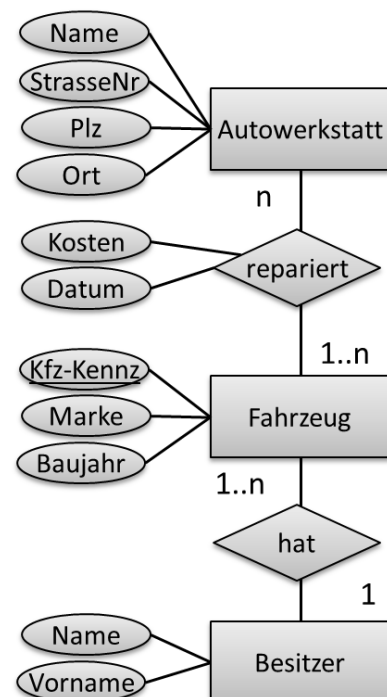 Name
StrasseNr
Plz
Ort
Autowerkstatt
n
Kosten
Datum
repariert
1..n
Kfz-Kennz
Marke
Baujahr
Fahrzeug
1..n
hat
1
Name
Vorname
Besitzer